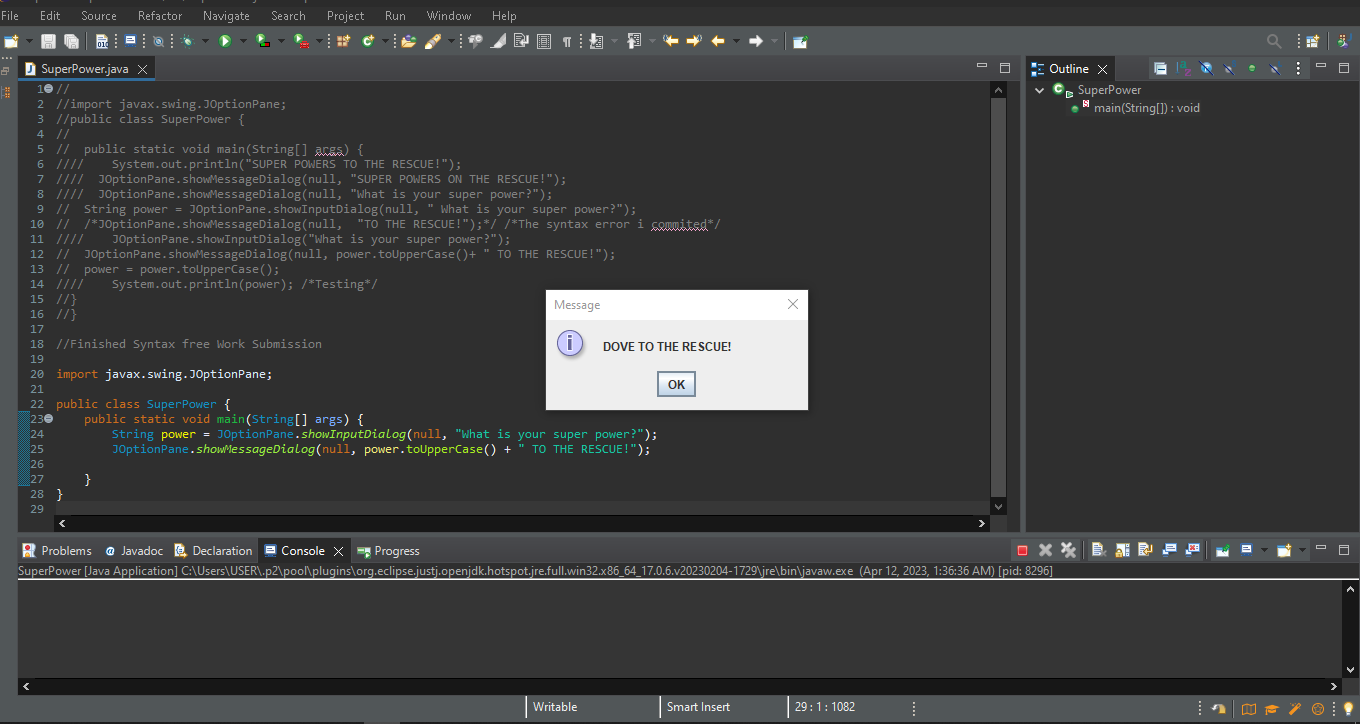 File Edit Source Refactor Navigate Search Project Run Window Help
SuperPower.java
1 //
2 //import javax.swing.JOptionPane;
3 //public class SuperPower {
4 //
5 //  public static void main(String[] args) {
6 ////    System.out.println("SUPER POWERS TO THE RESCUE!");
7 ////  JOptionPane.showMessageDialog(null, "SUPER POWERS ON THE RESCUE!");
8 ////  JOptionPane.showMessageDialog(null, "What is your super power?");
9 //  String power = JOptionPane.showInputDialog(null, " What is your super power?");
10 //  /*JOptionPane.showMessageDialog(null,  "TO THE RESCUE!");*/ /*The syntax error i commited*/
11 ////    JOptionPane.showInputDialog("What is your super power?");
12 //  JOptionPane.showMessageDialog(null, power.toUpperCase()+ " TO THE RESCUE!");
13 //  power = power.toUpperCase();
14 ////    System.out.println(power); /*Testing*/
15 //}
16 //}
17
18 //Finished Syntax free Work Submission
19
20 import javax.swing.JOptionPane;
21
22 public class SuperPower {
23     public static void main(String[] args) {
24         String power = JOptionPane.showInputDialog(null, "What is your super power?");
25         JOptionPane.showMessageDialog(null, power.toUpperCase() + " TO THE RESCUE!");
26
27     }
28 }
29
Message
DOVE TO THE RESCUE!
OK
Outline
SuperPower
main(String[]) : void
Problems Javadoc Declaration Console Progress
SuperPower [Java Application] C:\Users\USER\.p2\pool\plugins\org.eclipse.justj.openjdk.hotspot.jre.full.win32.x86_64_17.0.6.v20230204-1729\jre\bin\javaw.exe (Apr 12, 2023, 1:36:36 AM) [pid: 8296]
Writable Smart Insert 29 : 1 : 1082